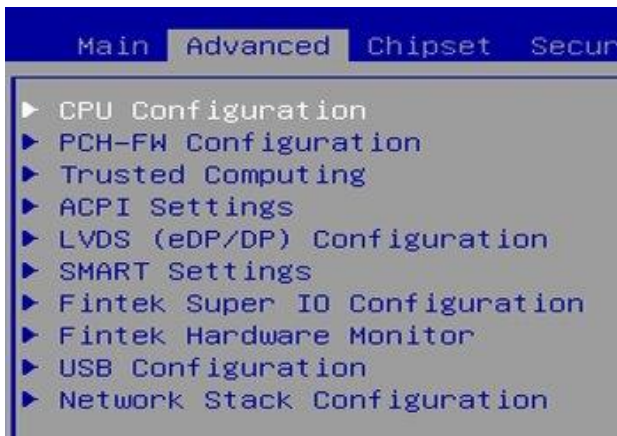 Main Advanced Chipset Secur
CPU Configuration
PCH-FW Configuration
Trusted Computing
ACPI Settings
LVDS (eDP/DP) Configuration
SMART Settings
Fintek Super IO Configuration
Fintek Hardware Monitor
USB Configuration
Network Stack Configuration